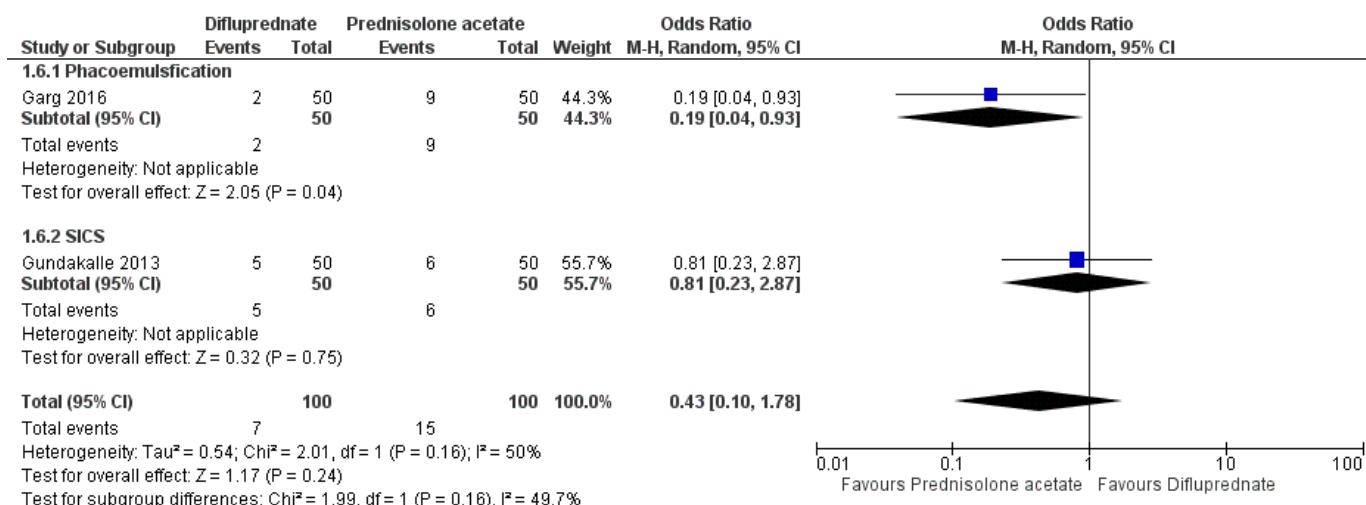 Difluprednate Prednisolone acetate Odds Ratio Odds Ratio
Study or Subgroup Events Total Events Total Weight M-H, Random, 95% CI M-H, Random, 95% CI
1.6.1 Phacoemulsfication
Garg 2016 2 50 9 50 44.3% 0.19 [0.04, 0.93]
Subtotal (95% CI) 50 50 44.3% 0.19 [0.04, 0.93]
Total events 2 9
Heterogeneity: Not applicable
Test for overall effect: Z = 2.05 (P = 0.04)
1.6.2 SICS
Gundakalle 2013 5 50 6 50 55.7% 0.81 [0.23, 2.87]
Subtotal (95% CI) 50 50 55.7% 0.81 [0.23, 2.87]
Total events 5 6
Heterogeneity: Not applicable
Test for overall effect: Z = 0.32 (P = 0.75)
Total (95% CI) 100 100 100.0% 0.43 [0.10, 1.78]
Total events 7 15
Heterogeneity: Tau² = 0.54; Chi² = 2.01, df = 1 (P = 0.16); I² = 50%
Test for overall effect: Z = 1.17 (P = 0.24)
Test for subgroup differences: Chi² = 1.99, df = 1 (P = 0.16), I² = 49.7%
0.01 0.1 1 10 100
Favours Prednisolone acetate Favours Difluprednate